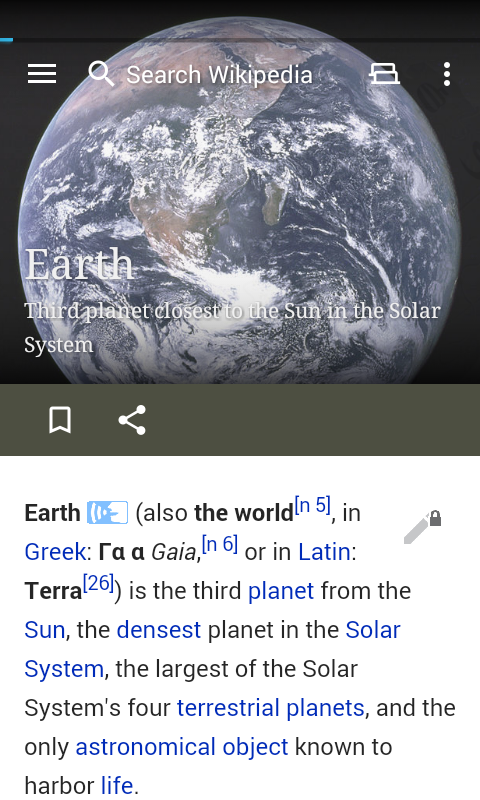 Search Wikipedia
Earth
Third planet closest to the Sun in the Solar
System
Earth (also the world[n 5], in
Greek: Γα α Gaia,[n 6] or in Latin:
Terra[26]) is the third planet from the
Sun, the densest planet in the Solar
System, the largest of the Solar
System's four terrestrial planets, and the
only astronomical object known to
harbor life.